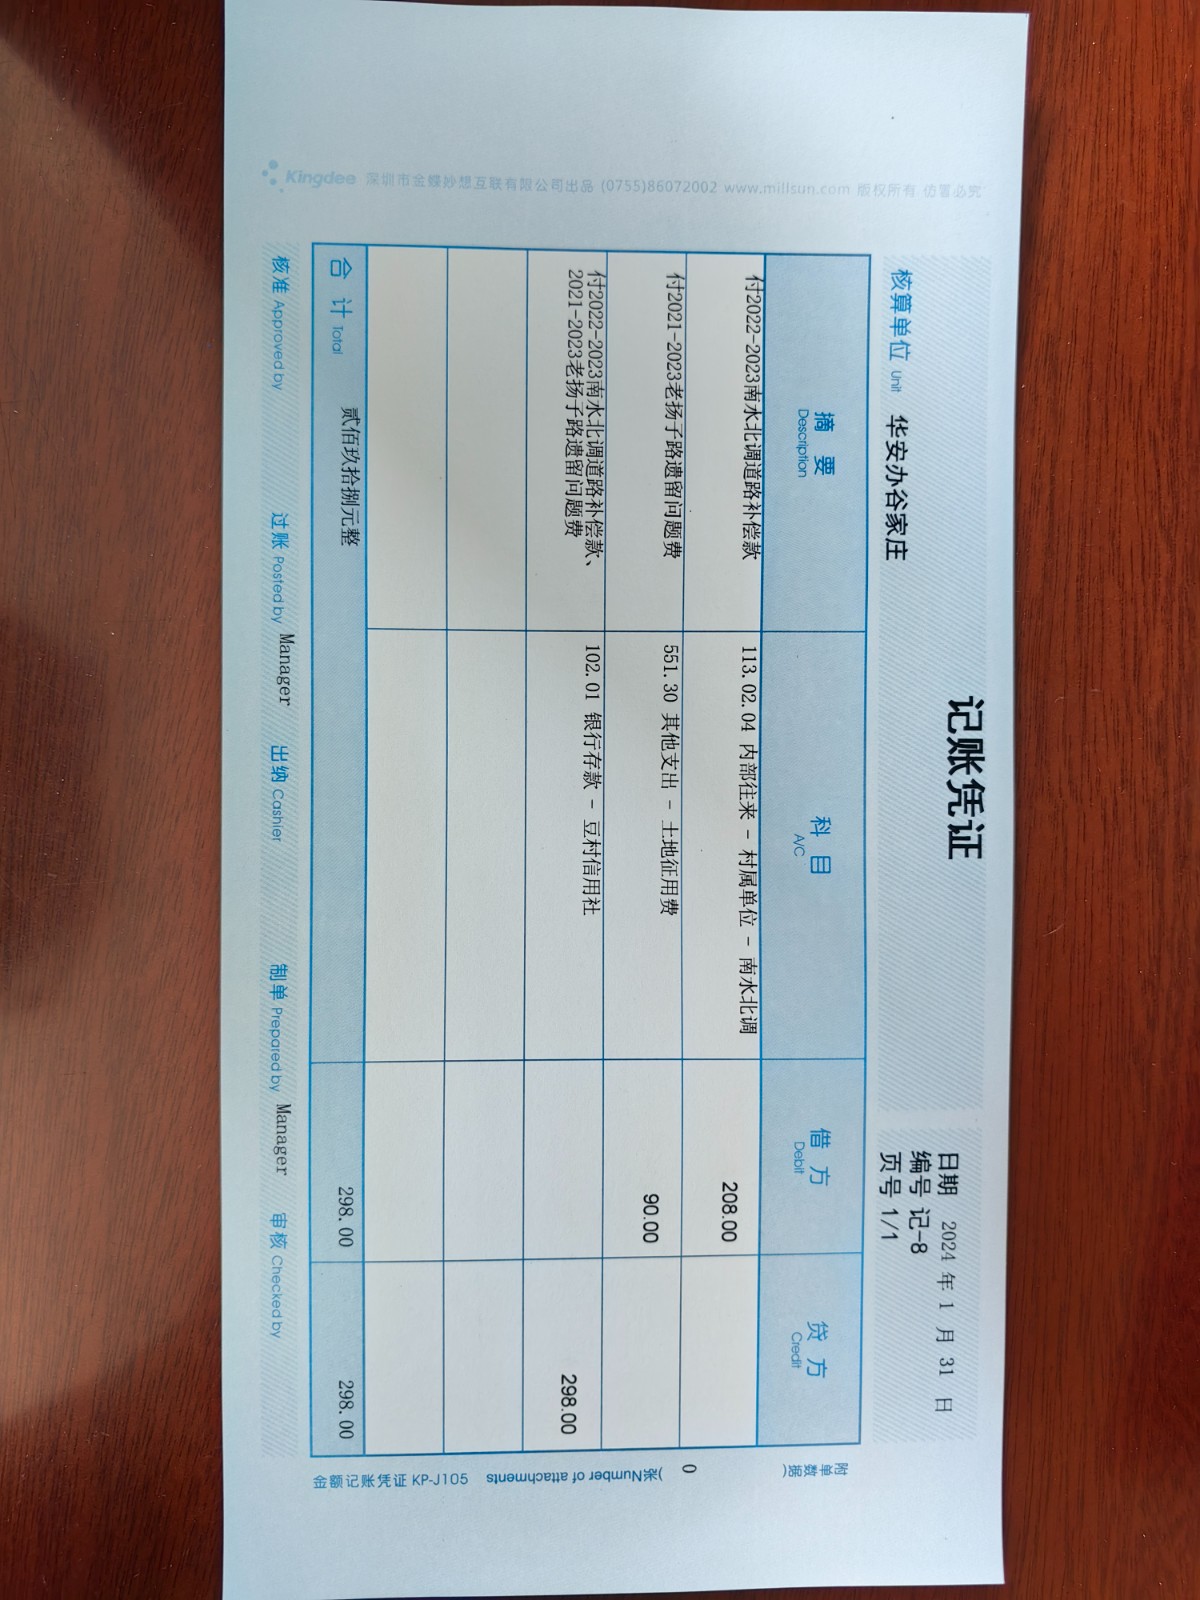 记账凭证
日期 2024 年 1 月 31 日
编号 记-8
核算单位 Unit 华安办谷家庄
页号 1/1
摘 要 科 目 借 方 贷 方
Description A/C Debit Credit
付2022-2023南水北调道路补偿款 113.02.04 内部往来 - 村属单位 - 南水北调 208.00
付2021-2023老扬子路遗留问题费 551.30 其他支出 - 土地征用费 90.00
付2022-2023南水北调道路补偿款、
2021-2023老扬子路遗留问题费 102.01 银行存款 - 豆村信用社 298.00
合 计 Total 贰佰玖拾捌元整 298.00 298.00
核准 Approved by 过账 Posted by Manager 出纳 Cashier 制单 Prepared by Manager 审核 Checked by
附单据数(
0
)张Number of attachments
金额记账凭证 KP-J105
Kingdee 深圳市金蝶妙想互联有限公司出品 (0755)86072002 www.millsun.com 版权所有 仿冒必究